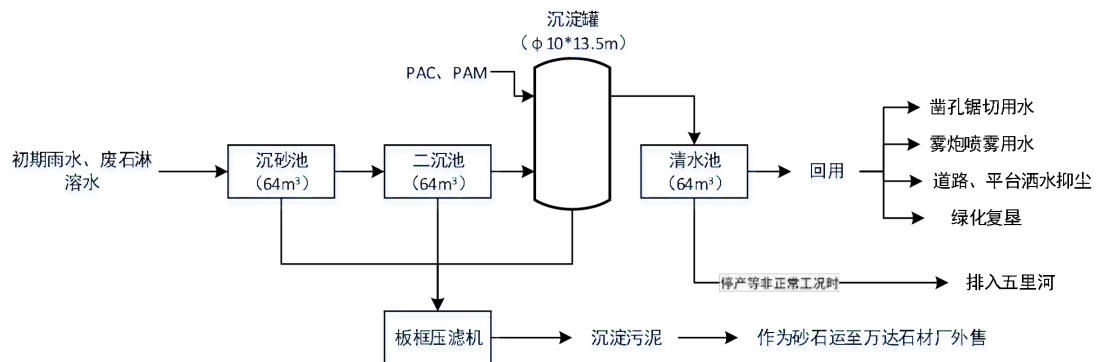 沉淀罐
（φ10*13.5m）
PAC、PAM
初期雨水、废石淋
溶水
沉砂池
（64m³）
二沉池
（64m³）
清水池
（64m³）
回用
凿孔锯切用水
雾炮喷雾用水
道路、平台洒水抑尘
绿化复垦
停产等非正常工况时
排入五里河
板框压滤机
沉淀污泥
作为砂石运至万达石材厂外售